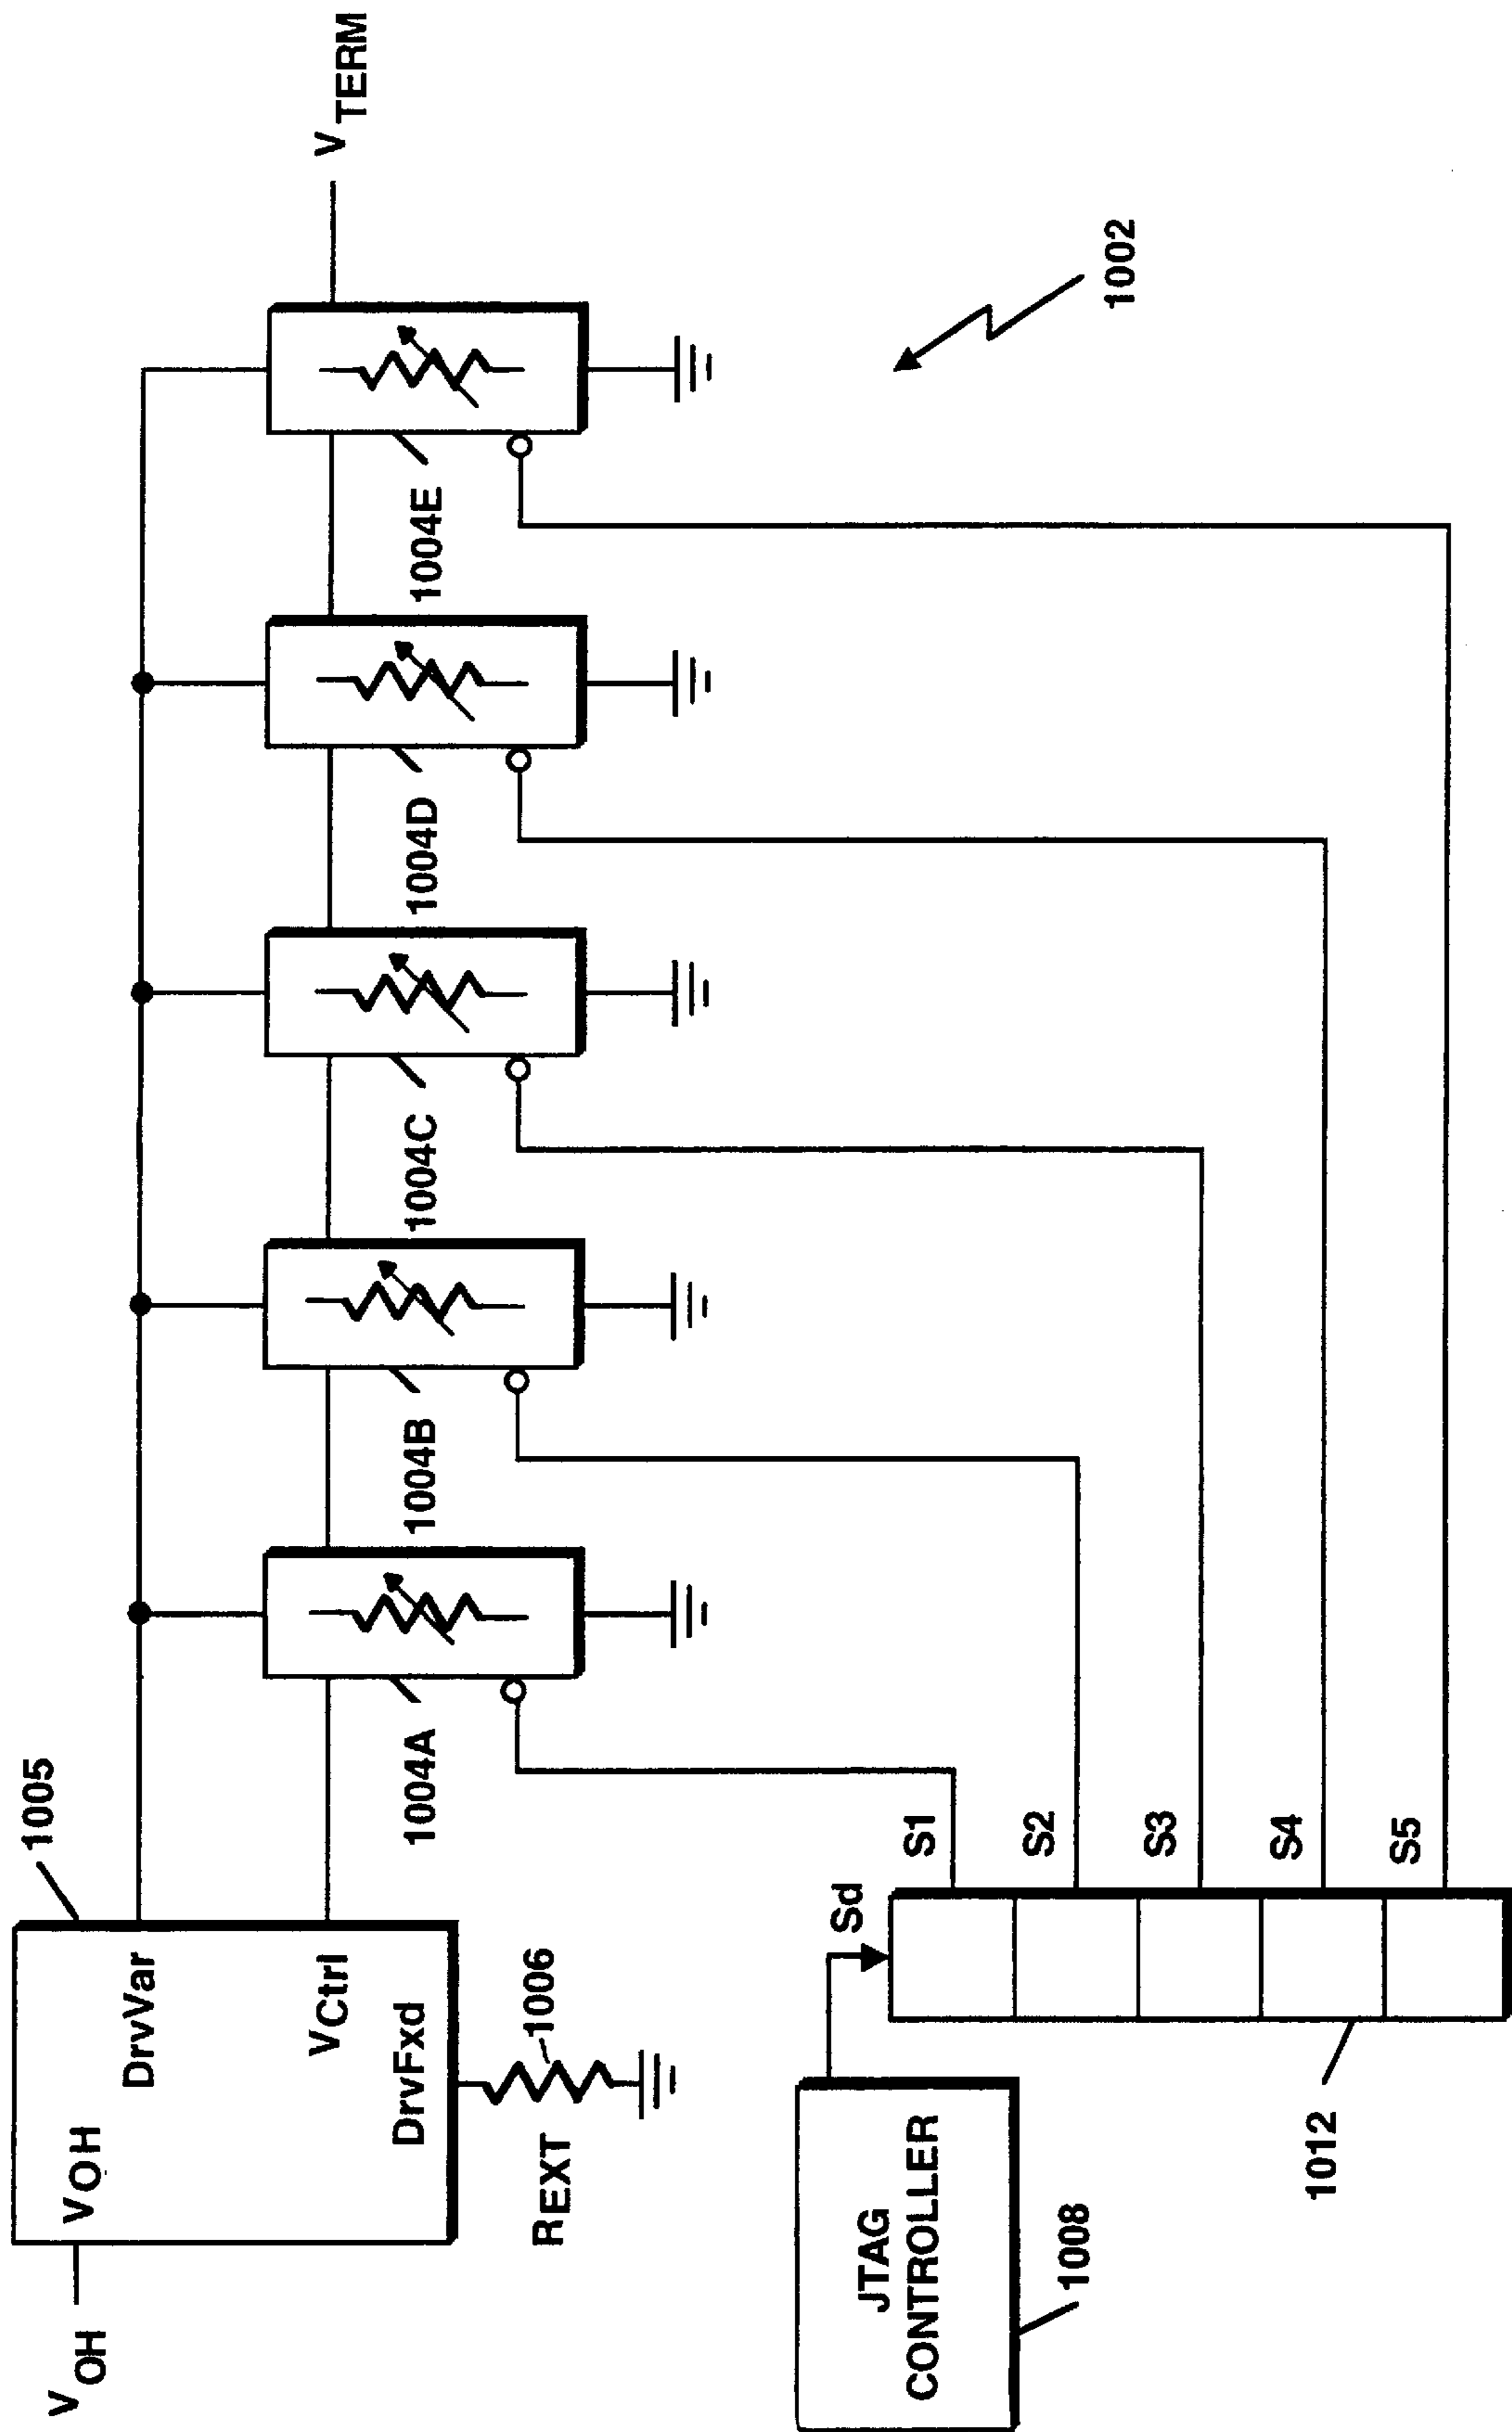 VOH
VOH
DrvVar
VCtrl
DrvFxd
1005
REXT
1006
1004A
1004B
1004C
1004D
1004E
VTERM
1002
JTAG
CONTROLLER
1008
Sd
1012
S1
S2
S3
S4
S5